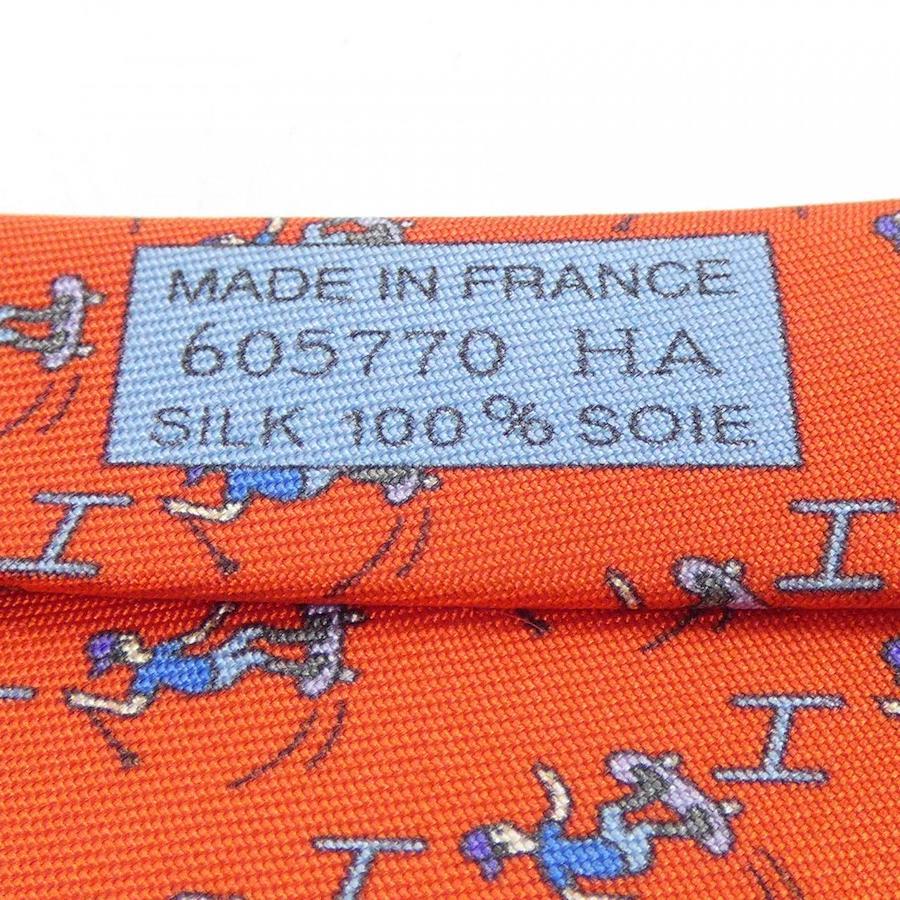 MADE IN FRANCE
605770 HA
SILK 100% SOIE